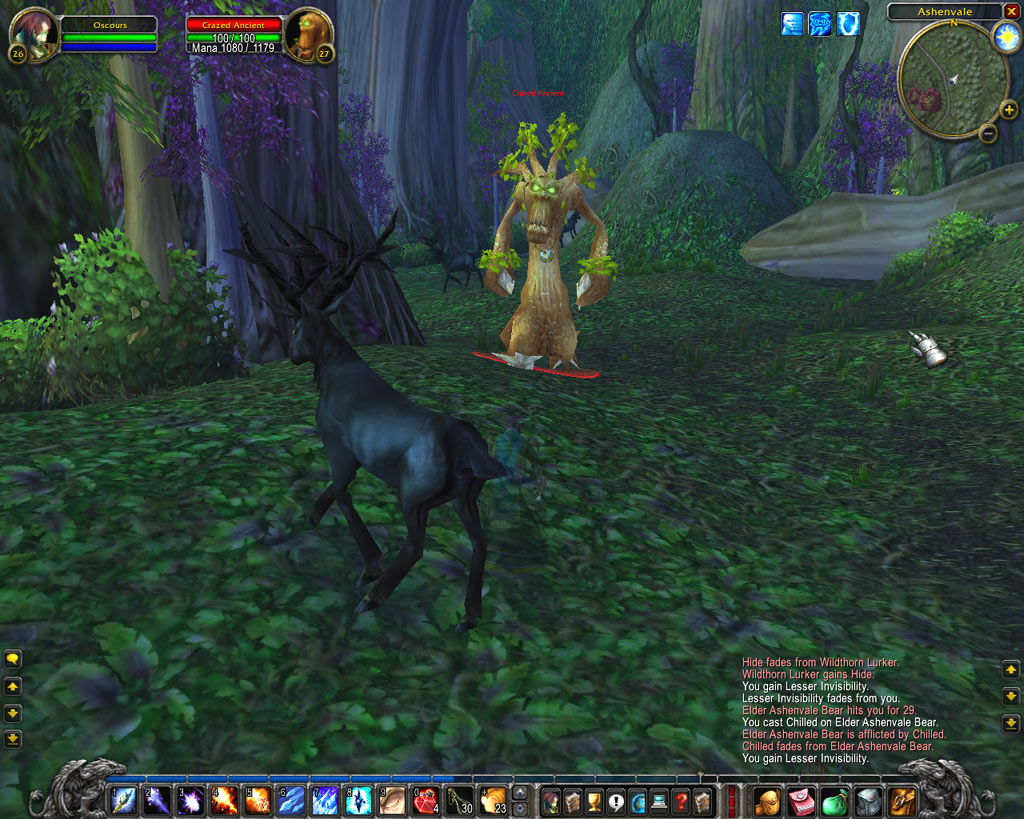 Oscours
26
Crazed Ancient
100 / 100
Mana 1080 / 1179
27
Ashenvale
N
Crazed Ancient
Hide fades from Wildthorn Lurker.
Wildthorn Lurker gains Hide.
You gain Lesser Invisibility.
Lesser Invisibility fades from you.
Elder Ashenvale Bear hits you for 29.
You cast Chilled on Elder Ashenvale Bear.
Elder Ashenvale Bear is afflicted by Chilled.
Chilled fades from Elder Ashenvale Bear.
You gain Lesser Invisibility.
1 2 3 4 5 6 7 8 9 0
4 30 23